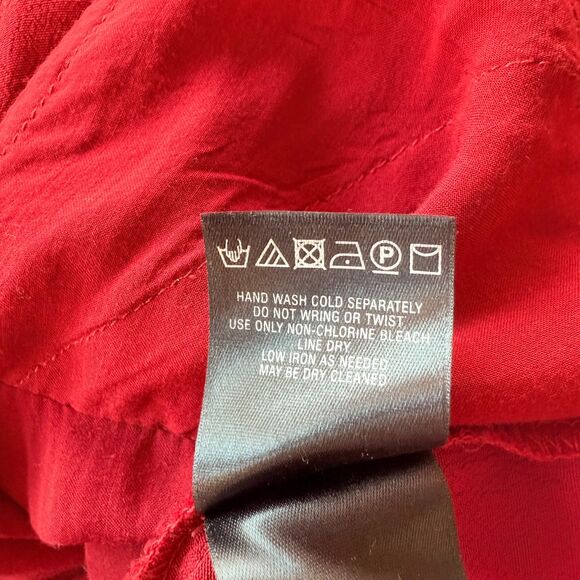 P
HAND WASH COLD SEPARATELY
DO NOT WRING OR TWIST
USE ONLY NON-CHLORINE BLEACH
LINE DRY
LOW IRON AS NEEDED
MAY BE DRY CLEANED